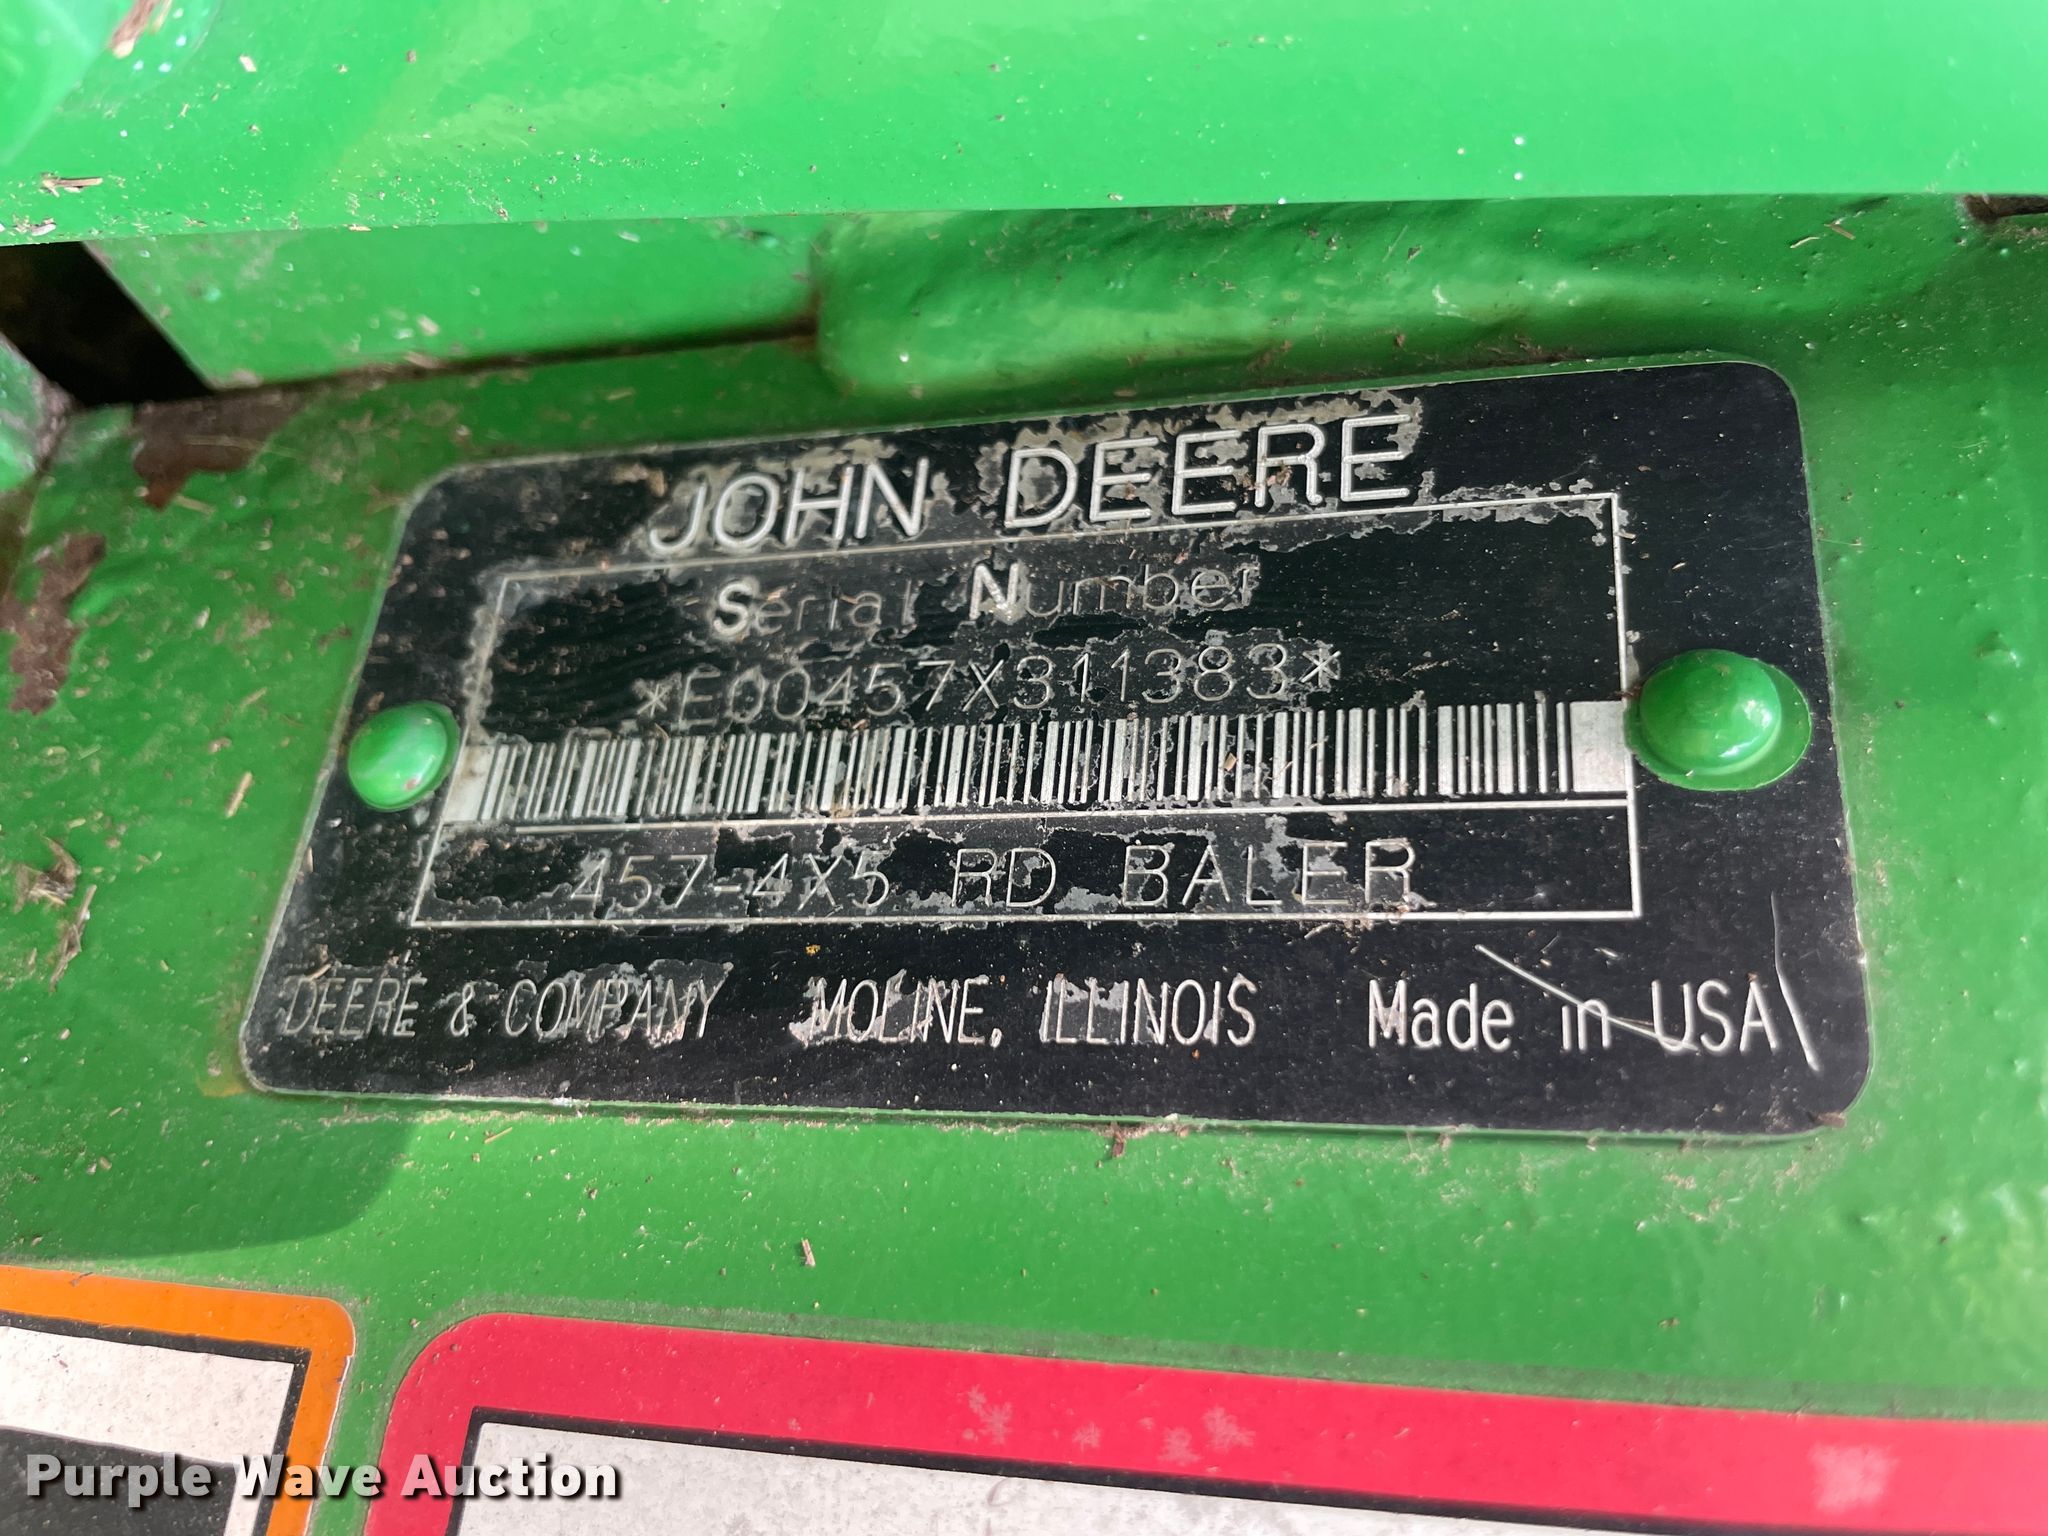 JOHN DEERE
Serial Number
*E00457X311383*
457-4X5 RD BALER
DEERE & COMPANY MOLINE, ILLINOIS Made in USA
Purple Wave Auction